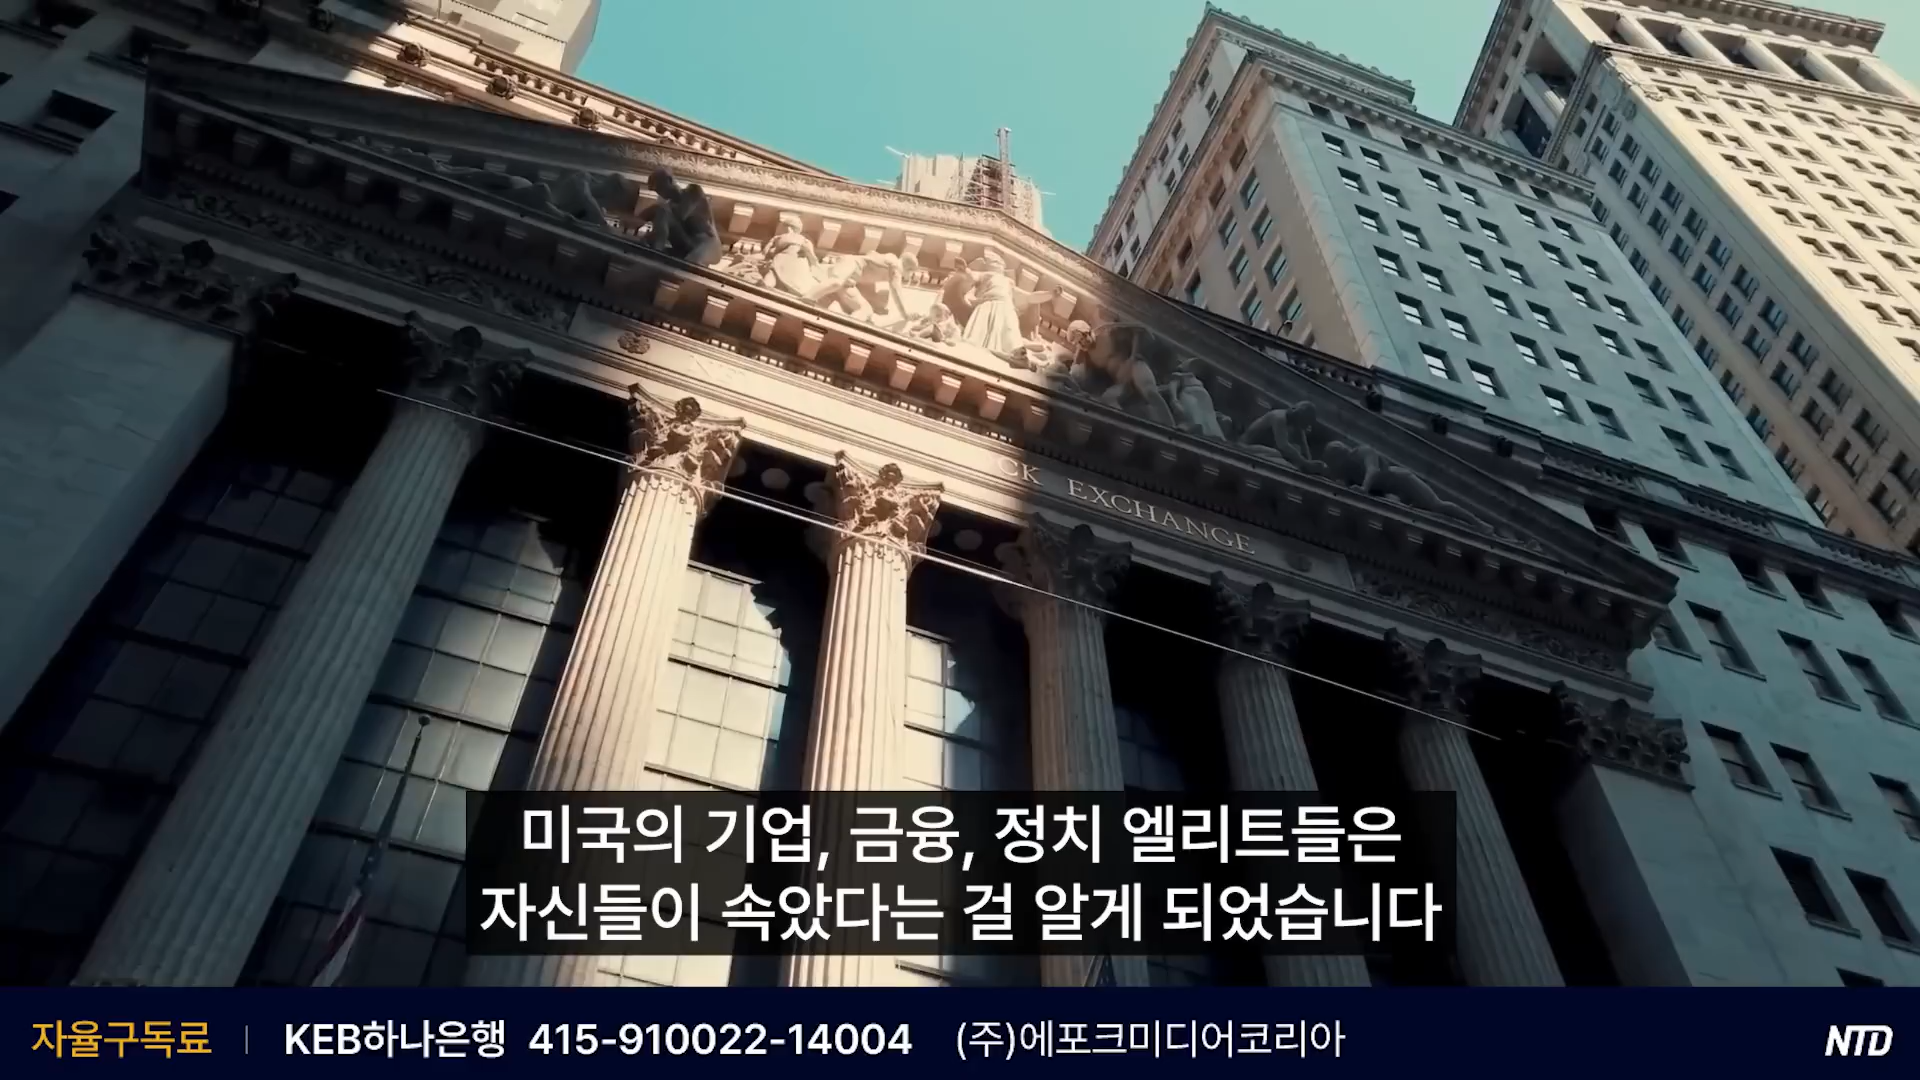 CK EXCHANGE
미국의 기업, 금융, 정치 엘리트들은
자신들이 속았다는 걸 알게 되었습니다
자율구독료 | KEB하나은행 415-910022-14004 (주)에포크미디어코리아
NTD